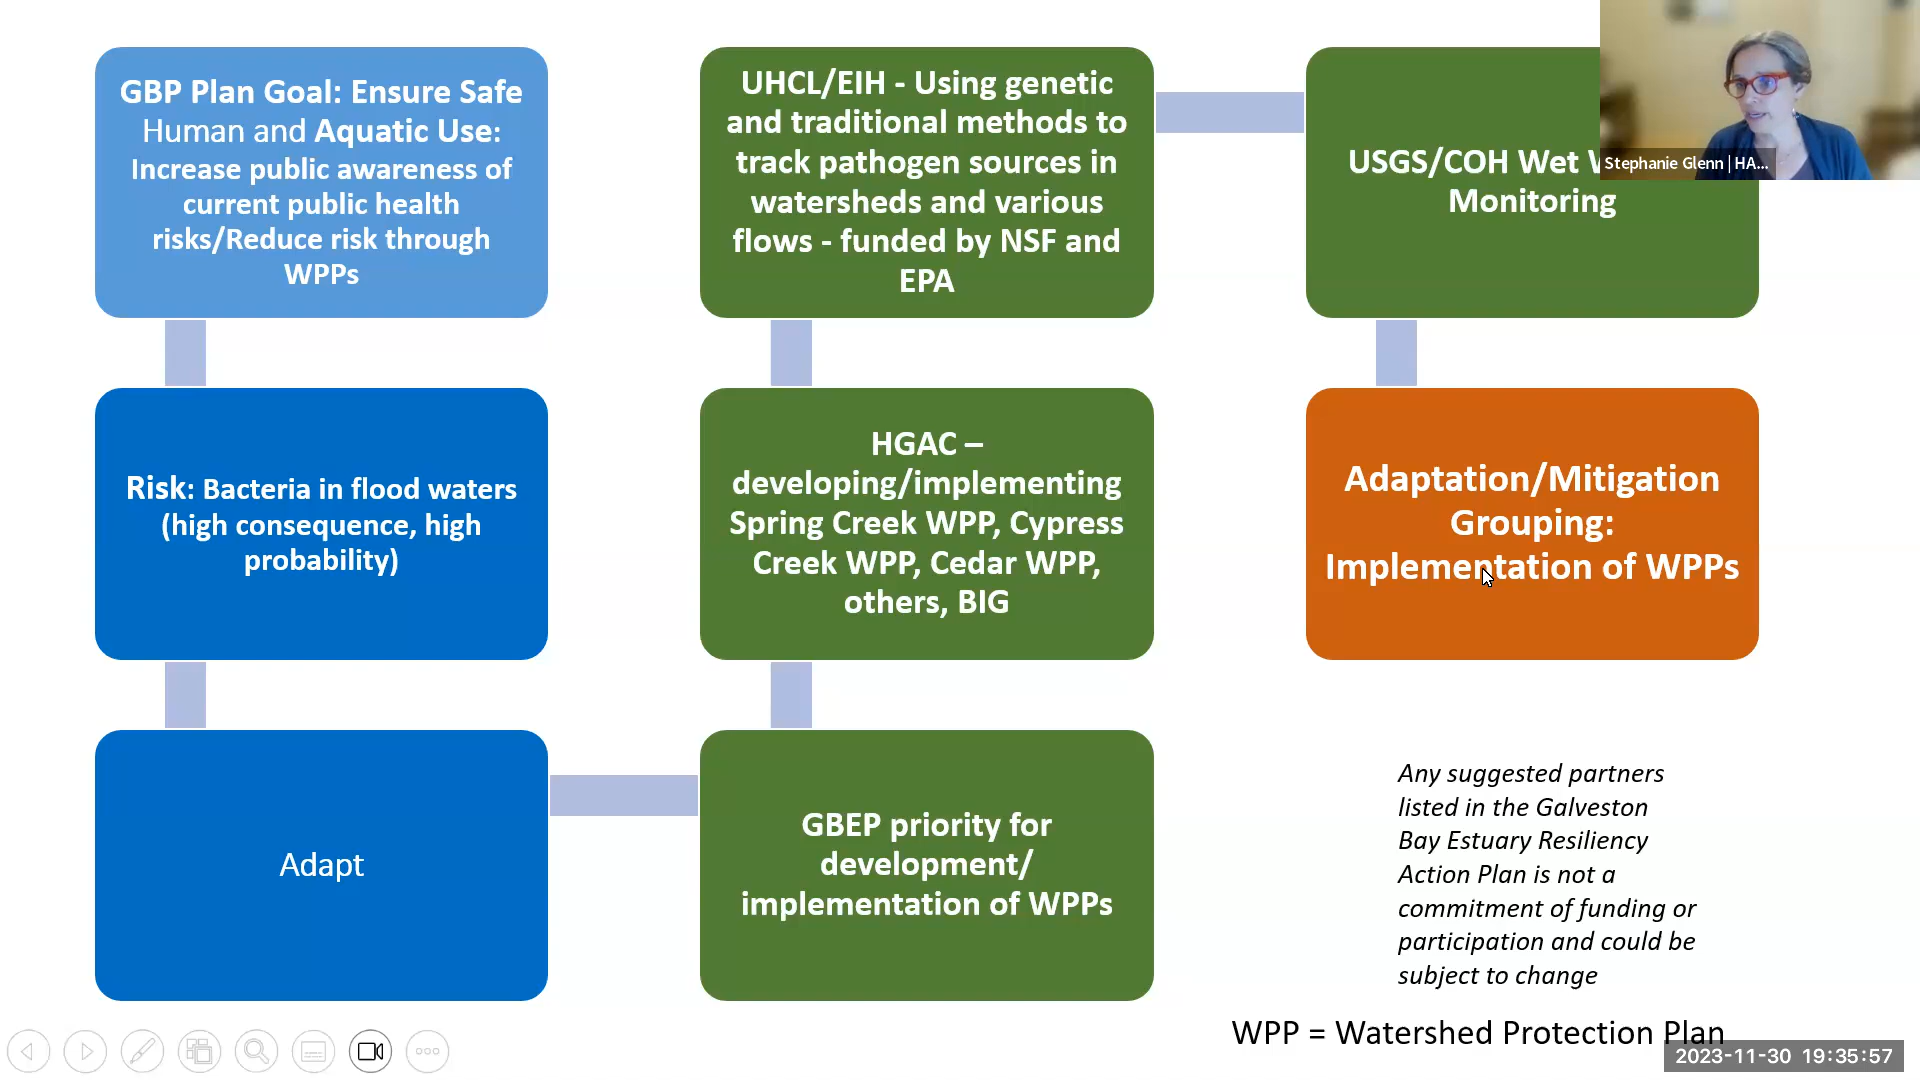 GBP Plan Goal: Ensure Safe
Human and Aquatic Use:
Increase public awareness of
current public health
risks/Reduce risk through
WPPs
Risk: Bacteria in flood waters
(high consequence, high
probability)
Adapt
GBEP priority for
development/
implementation of WPPs
HGAC –
developing/implementing
Spring Creek WPP, Cypress
Creek WPP, Cedar WPP,
others, BIG
UHCL/EIH - Using genetic
and traditional methods to
track pathogen sources in
watersheds and various
flows - funded by NSF and
EPA
USGS/COH Wet
Monitoring
Adaptation/Mitigation
Grouping:
Implementation of WPPs
Any suggested partners
listed in the Galveston
Bay Estuary Resiliency
Action Plan is not a
commitment of funding or
participation and could be
subject to change
WPP = Watershed Protection Plan
Stephanie Glenn | HA...
2023-11-30 19:35:57